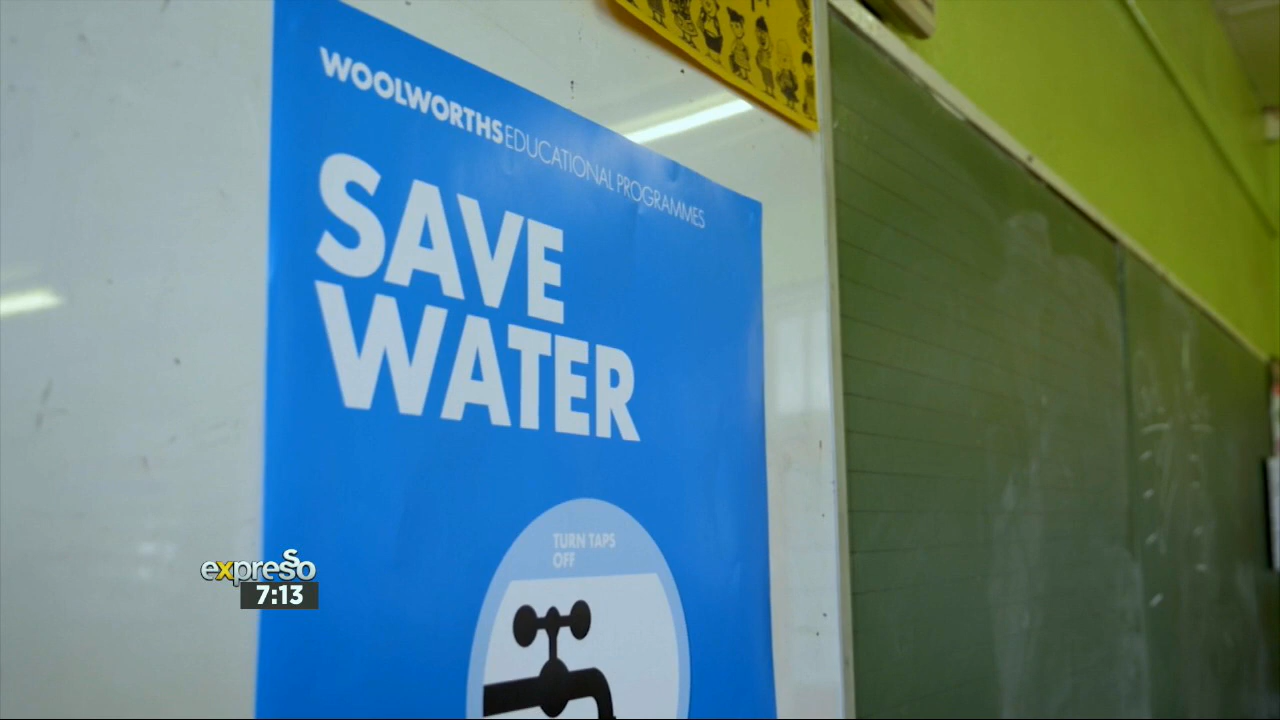 WOOLWORTHS EDUCATIONAL PROGRAMMES
SAVE
WATER
TURN TAPS
OFF
expresso
7:13